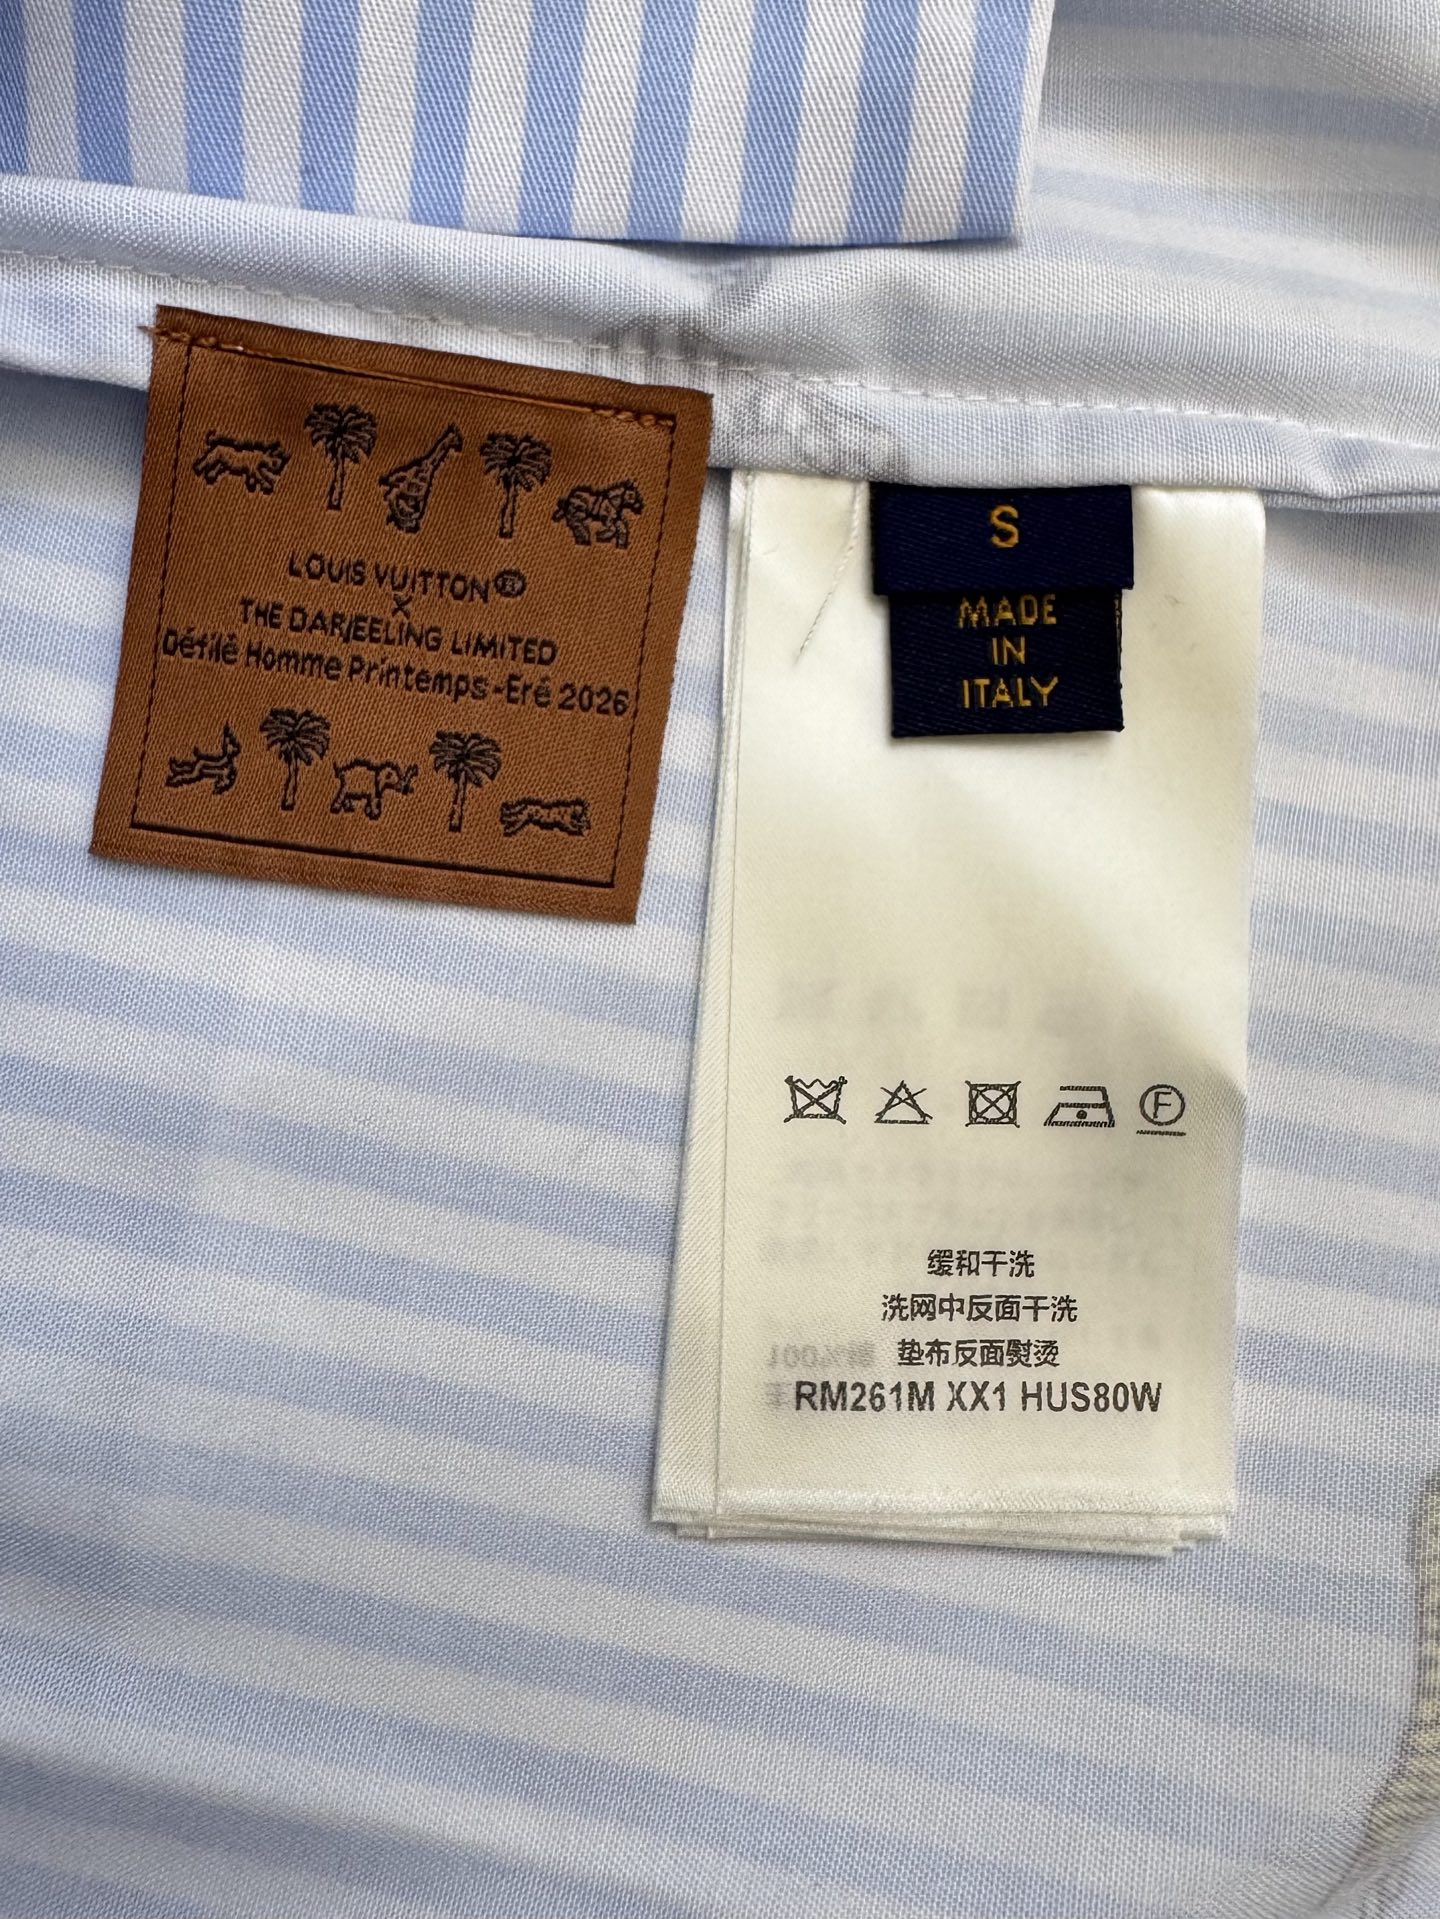 LOUIS VUITTON®
X
THE DARJEELING LIMITED
Défilê Homme Printemps-Eré 2026
S
MADE
IN
ITALY
F
缓和干洗
洗网中反面干洗
垫布反面熨烫
RM261M XX1 HUS80W